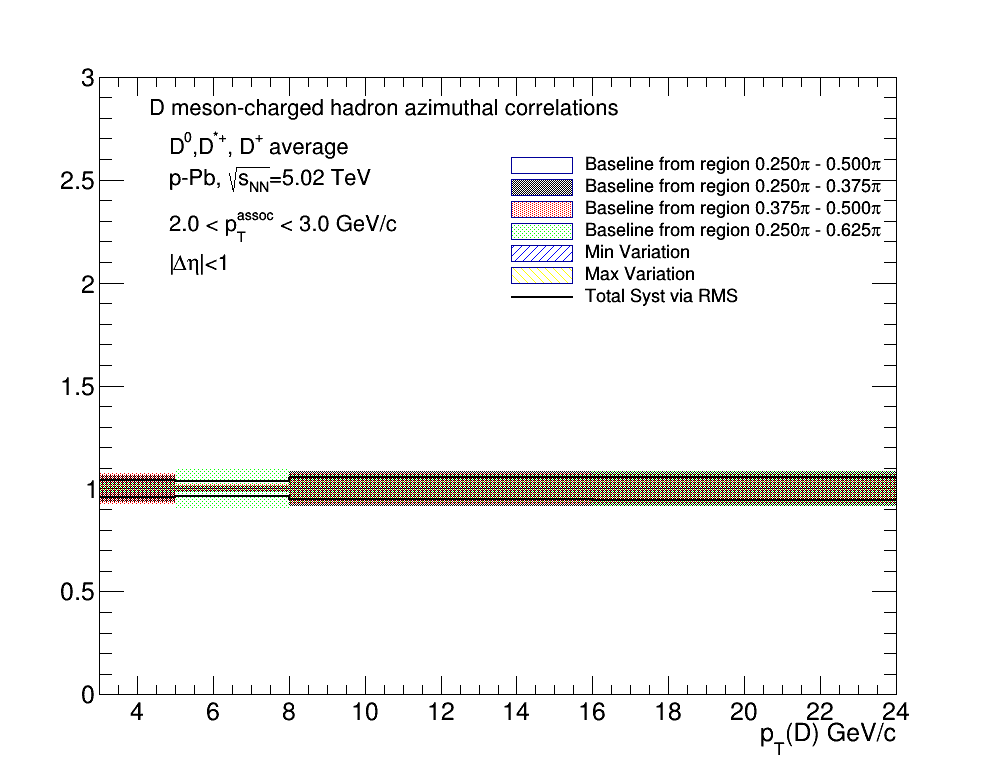 3
D meson-charged hadron azimuthal correlations
D⁰,D*⁺, D⁺ average
p-Pb, √s_NN=5.02 TeV
2.0 < p_T^assoc < 3.0 GeV/c
|Δη|<1
Baseline from region 0.250π - 0.500π
Baseline from region 0.250π - 0.375π
Baseline from region 0.375π - 0.500π
Baseline from region 0.250π - 0.625π
Min Variation
Max Variation
Total Syst via RMS
2.5
2
1.5
1
0.5
0
4 6 8 10 12 14 16 18 20 22 24
p_T(D) GeV/c